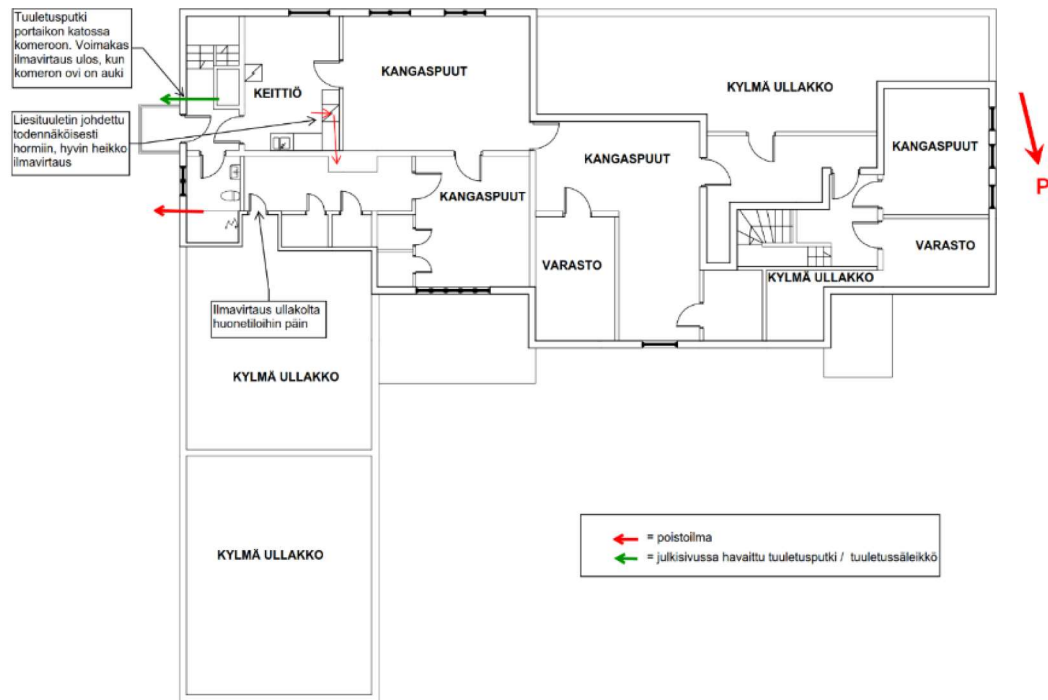 Tuuletusputki
portaikon katossa
komeroon. Voimakas
ilmavirtaus ulos, kun
komeron ovi on auki
Liesituuletin johdettu
todennäköisesti
hormiin, hyvin heikko
ilmavirtaus
KEITTIÖ
KANGASPUUT
KYLMÄ ULLAKKO
KANGASPUUT
P
KANGASPUUT
KANGASPUUT
VARASTO
VARASTO
KYLMÄ ULLAKKO
Ilmavirtaus ullakolta
huonetiloihin päin
KYLMÄ ULLAKKO
KYLMÄ ULLAKKO
= poistoilma
= julkisivussa havaittu tuuletusputki / tuuletussäleikkö